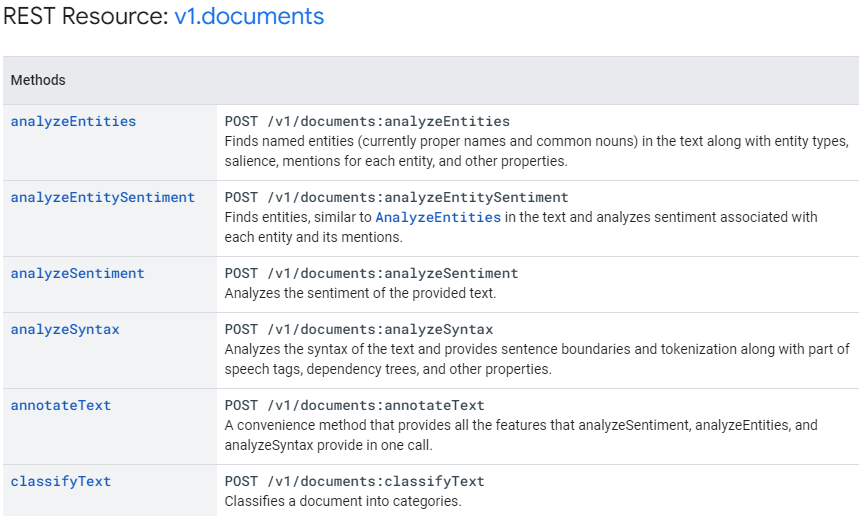 REST Resource: v1.documents
Methods
analyzeEntities
POST /v1/documents:analyzeEntities
Finds named entities (currently proper names and common nouns) in the text along with entity types,
salience, mentions for each entity, and other properties.
analyzeEntitySentiment
POST /v1/documents:analyzeEntitySentiment
Finds entities, similar to AnalyzeEntities in the text and analyzes sentiment associated with
each entity and its mentions.
analyzeSentiment
POST /v1/documents:analyzeSentiment
Analyzes the sentiment of the provided text.
analyzeSyntax
POST /v1/documents:analyzeSyntax
Analyzes the syntax of the text and provides sentence boundaries and tokenization along with part of
speech tags, dependency trees, and other properties.
annotateText
POST /v1/documents:annotateText
A convenience method that provides all the features that analyzeSentiment, analyzeEntities, and
analyzeSyntax provide in one call.
classifyText
POST /v1/documents:classifyText
Classifies a document into categories.